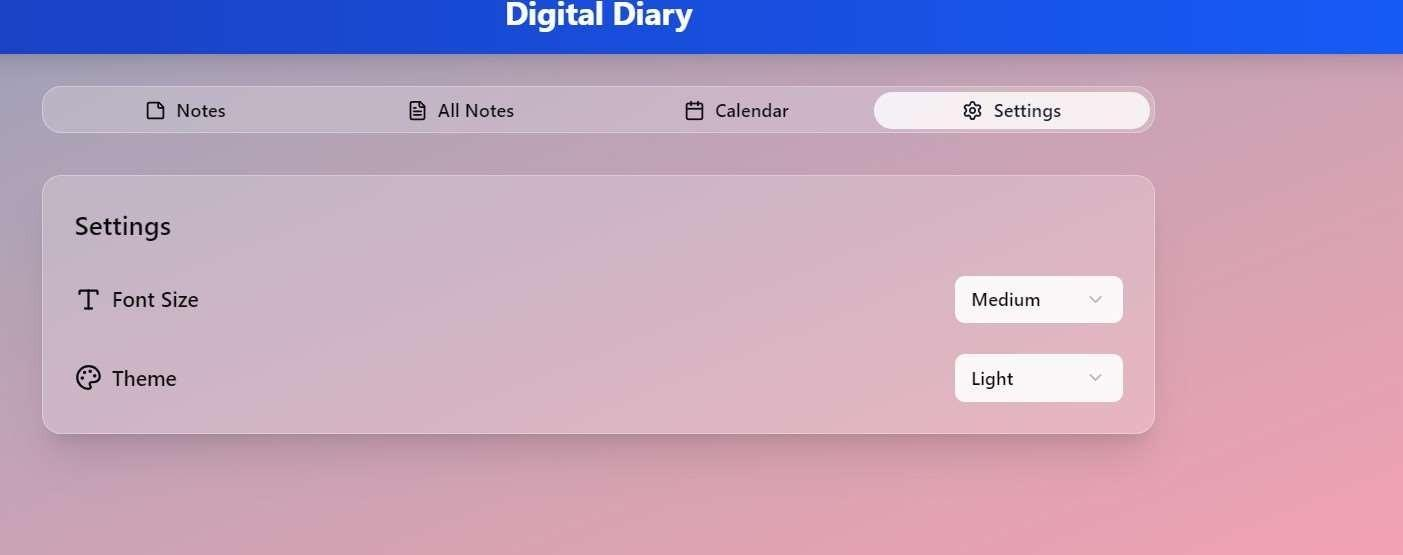 Digital Diary
Notes All Notes Calendar Settings
Settings
Font Size Medium
Theme Light